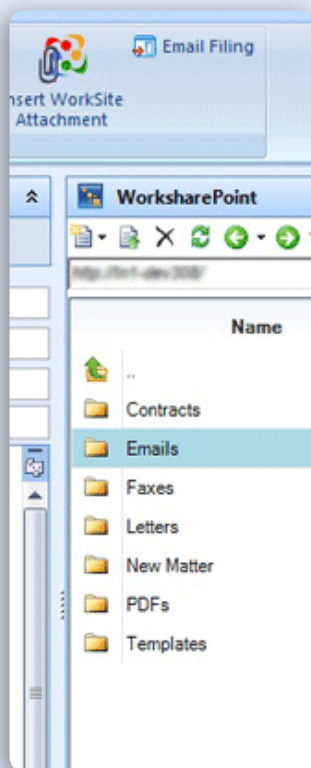 Email Filing
nsert WorkSite
Attachment
WorksharePoint
Name
..
Contracts
Emails
Faxes
Letters
New Matter
PDFs
Templates